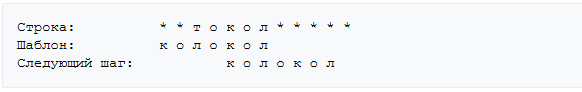 Строка: * * т о к о л * * * * *
Шаблон: к о л о к о л
Следующий шаг: к о л о к о л